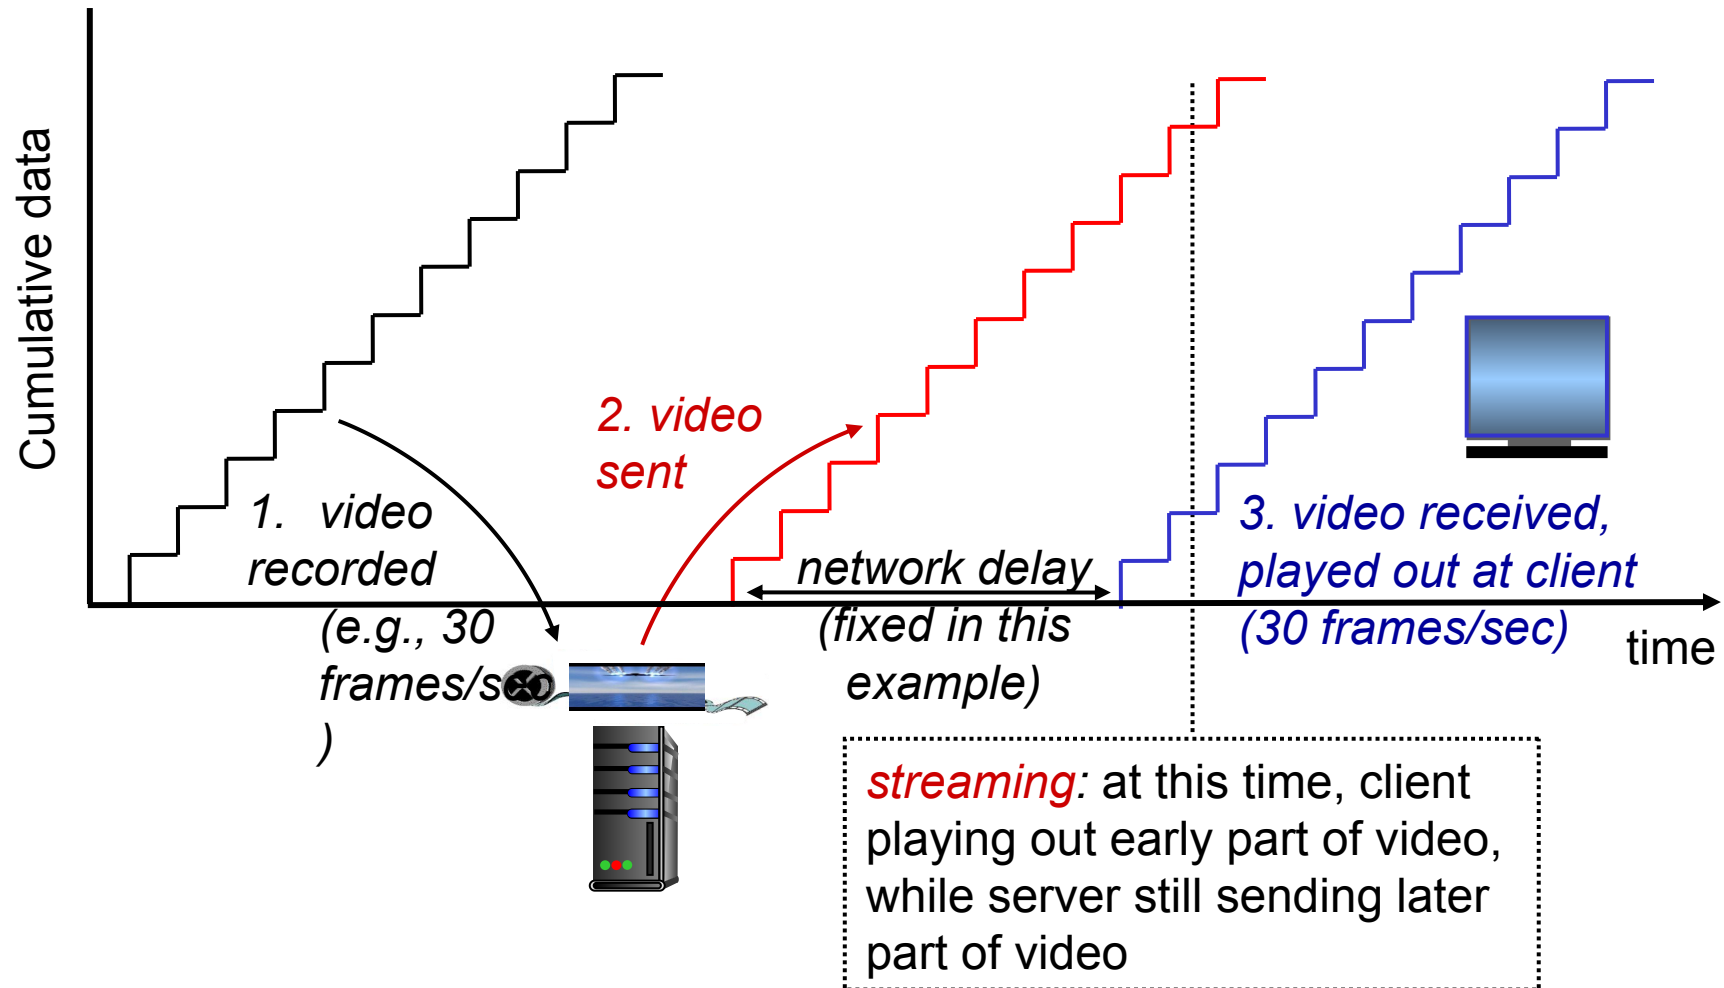 Cumulative data
1. video
recorded
(e.g., 30
frames/sec
)
2. video
sent
network delay
(fixed in this
example)
3. video received,
played out at client
(30 frames/sec)
time
streaming: at this time, client
playing out early part of video,
while server still sending later
part of video